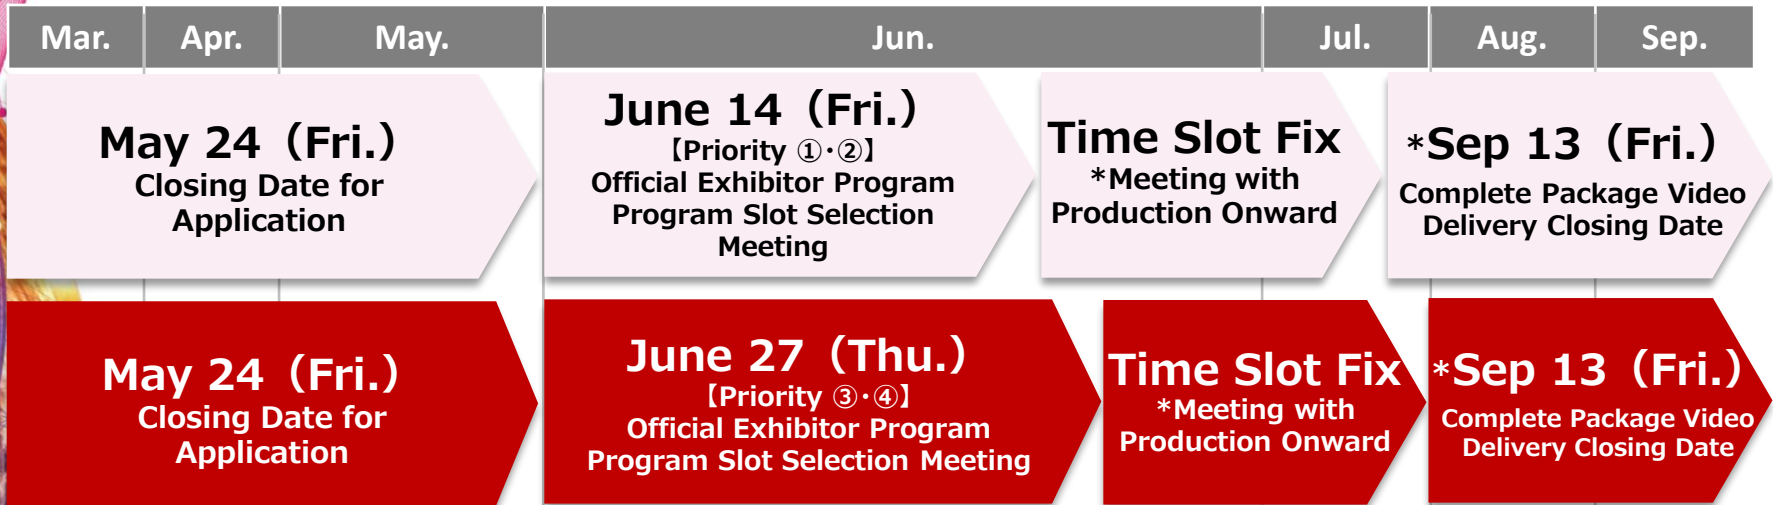 Mar. Apr. May. Jun. Jul. Aug. Sep.
May 24（Fri.）
Closing Date for
Application
June 14（Fri.）
【Priority ①・②】
Official Exhibitor Program
Program Slot Selection
Meeting
Time Slot Fix
*Meeting with
Production Onward
*Sep 13（Fri.）
Complete Package Video
Delivery Closing Date
May 24（Fri.）
Closing Date for
Application
June 27（Thu.）
【Priority ③・④】
Official Exhibitor Program
Program Slot Selection Meeting
Time Slot Fix
*Meeting with
Production Onward
*Sep 13（Fri.）
Complete Package Video
Delivery Closing Date